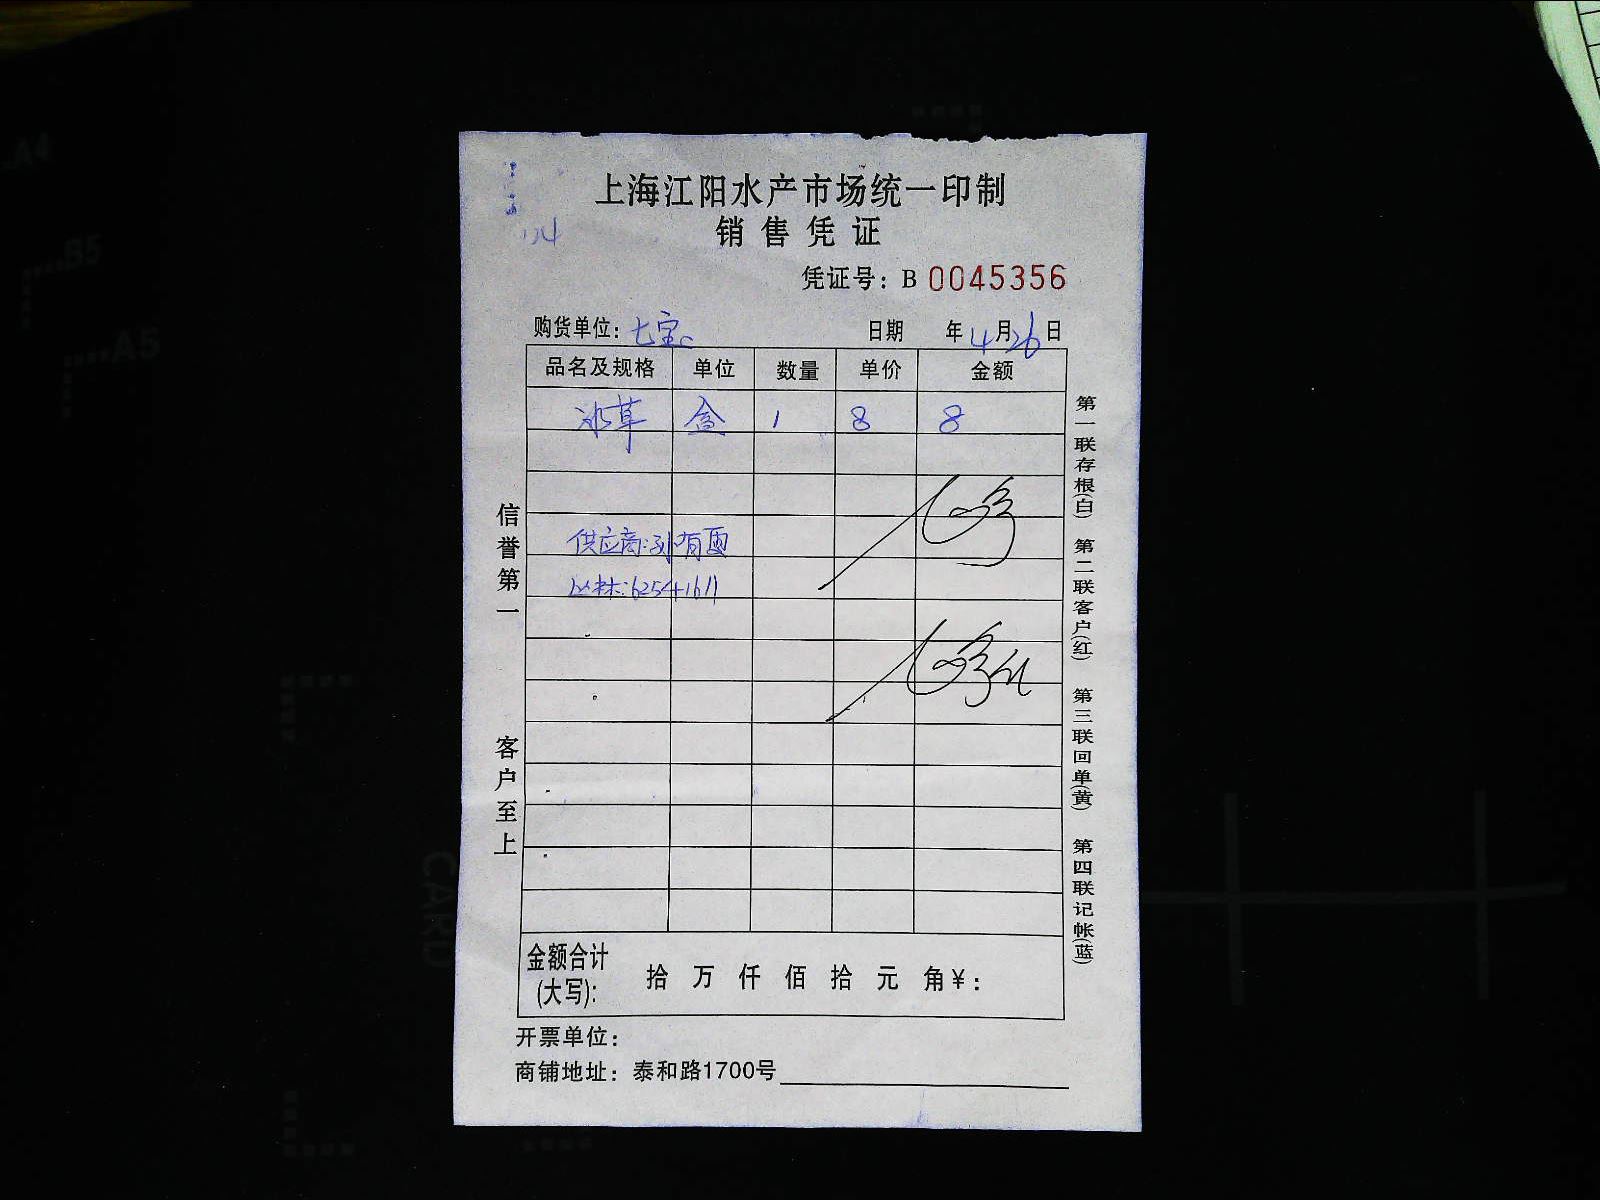 上海江阳水产市场统一印制
销售凭证
凭证号：B 0045356
购货单位：七宝 日期 年4月26日
品名及规格 单位 数量 单价 金额
冰草 盒 1 8 8
供应商：孙有
丛林：62541611
信誉第一
客户至上
第一联存根(白) 第二联客户(红) 第三联回单(黄) 第四联记帐(蓝)
金额合计
(大写)： 拾 万 仟 佰 拾 元 角￥：
开票单位：
商铺地址：泰和路1700号